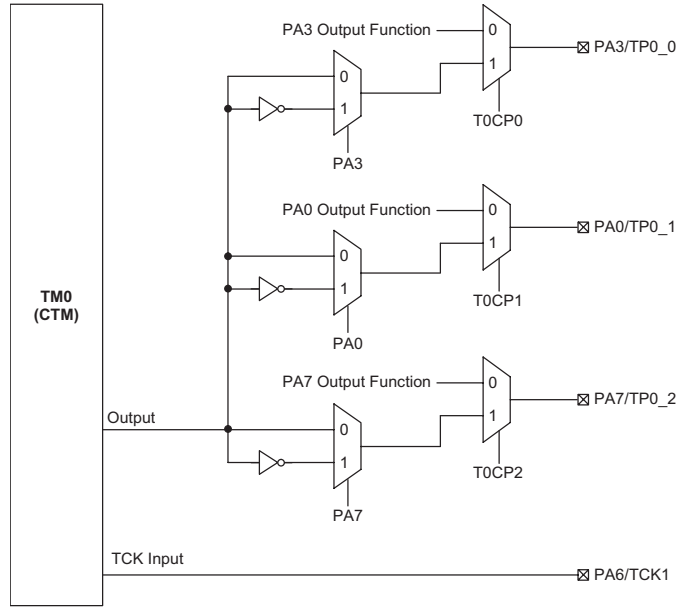 PA3 Output Function
0
1
PA3/TP0_0
0
1
T0CP0
PA3
PA0 Output Function
0
1
PA0/TP0_1
0
1
T0CP1
PA0
TM0
(CTM)
PA7 Output Function
0
1
PA7/TP0_2
Output
0
1
T0CP2
PA7
TCK Input
PA6/TCK1